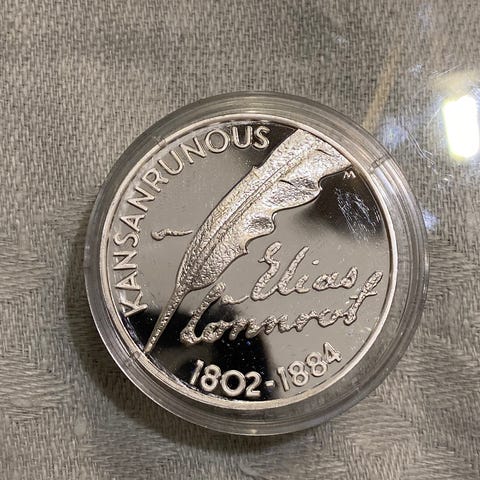 KANSANRUNOUS
M
Elias
Lönnrot
1802-1884